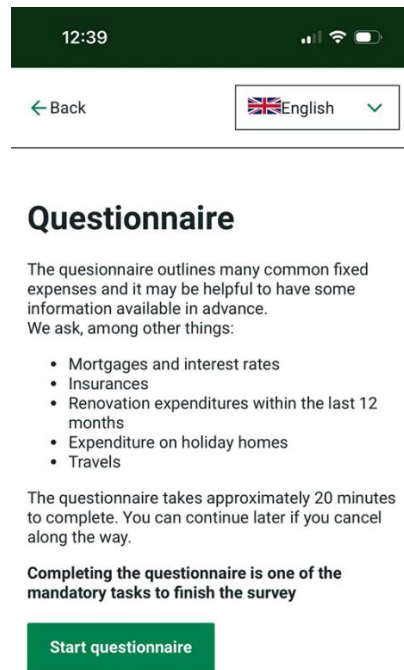 12:39
Back
English
Questionnaire
The quesionnaire outlines many common fixed
expenses and it may be helpful to have some
information available in advance.
We ask, among other things:
• Mortgages and interest rates
• Insurances
• Renovation expenditures within the last 12
months
• Expenditure on holiday homes
• Travels
The questionnaire takes approximately 20 minutes
to complete. You can continue later if you cancel
along the way.
Completing the questionnaire is one of the
mandatory tasks to finish the survey
Start questionnaire